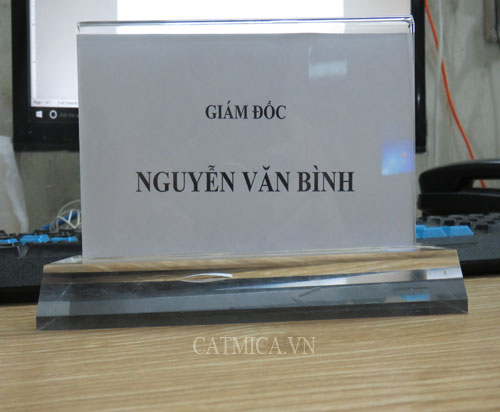 GIÁM ĐỐC
NGUYỄN VĂN BÌNH
CATMICA.VN